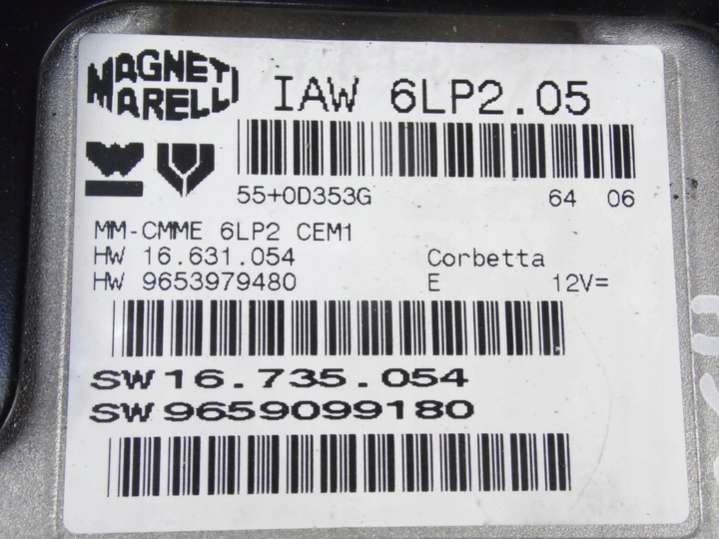 MAGNETI
MARELLI
IAW 6LP2.05
55+0D353G 64 06
MM-CMME 6LP2 CEM1
HW 16.631.054 Corbetta
HW 9653979480 E 12V=
SW 16.735.054
SW 9659099180